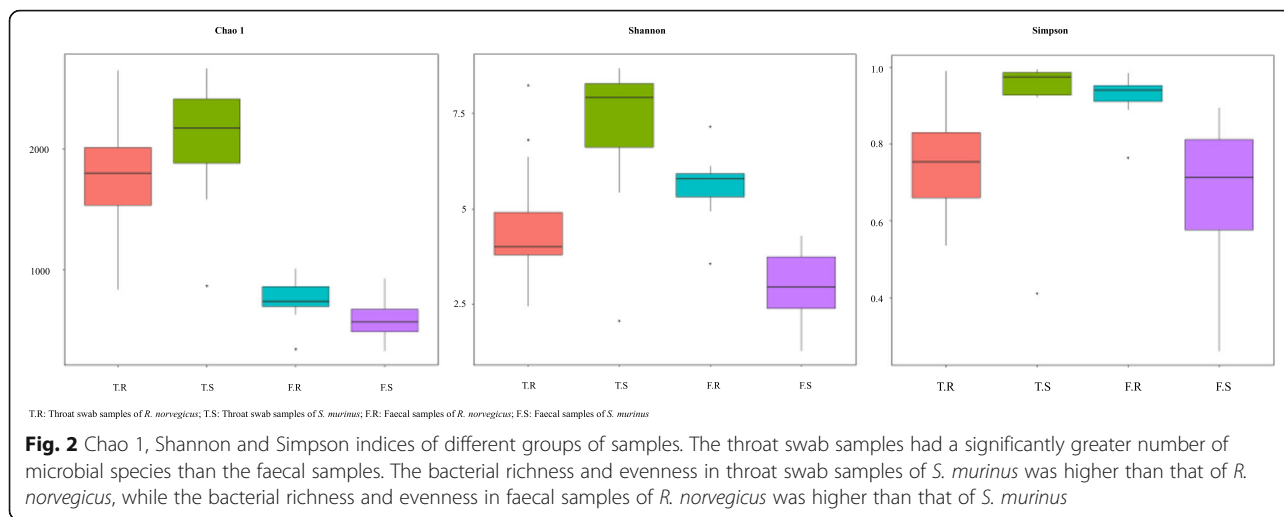 Chao 1
Shannon
Simpson
2000
1000
T.R
T.S
F.R
F.S
7.5
5
2.5
T.R
T.S
F.R
F.S
1.0
0.8
0.6
0.4
T.R
T.S
F.R
F.S
T.R: Throat swab samples of R. norvegicus; T.S: Throat swab samples of S. murinus; F.R: Faecal samples of R. norvegicus; F.S: Faecal samples of S. murinus
Fig. 2 Chao 1, Shannon and Simpson indices of different groups of samples. The throat swab samples had a significantly greater number of
microbial species than the faecal samples. The bacterial richness and evenness in throat swab samples of S. murinus was higher than that of R.
norvegicus, while the bacterial richness and evenness in faecal samples of R. norvegicus was higher than that of S. murinus